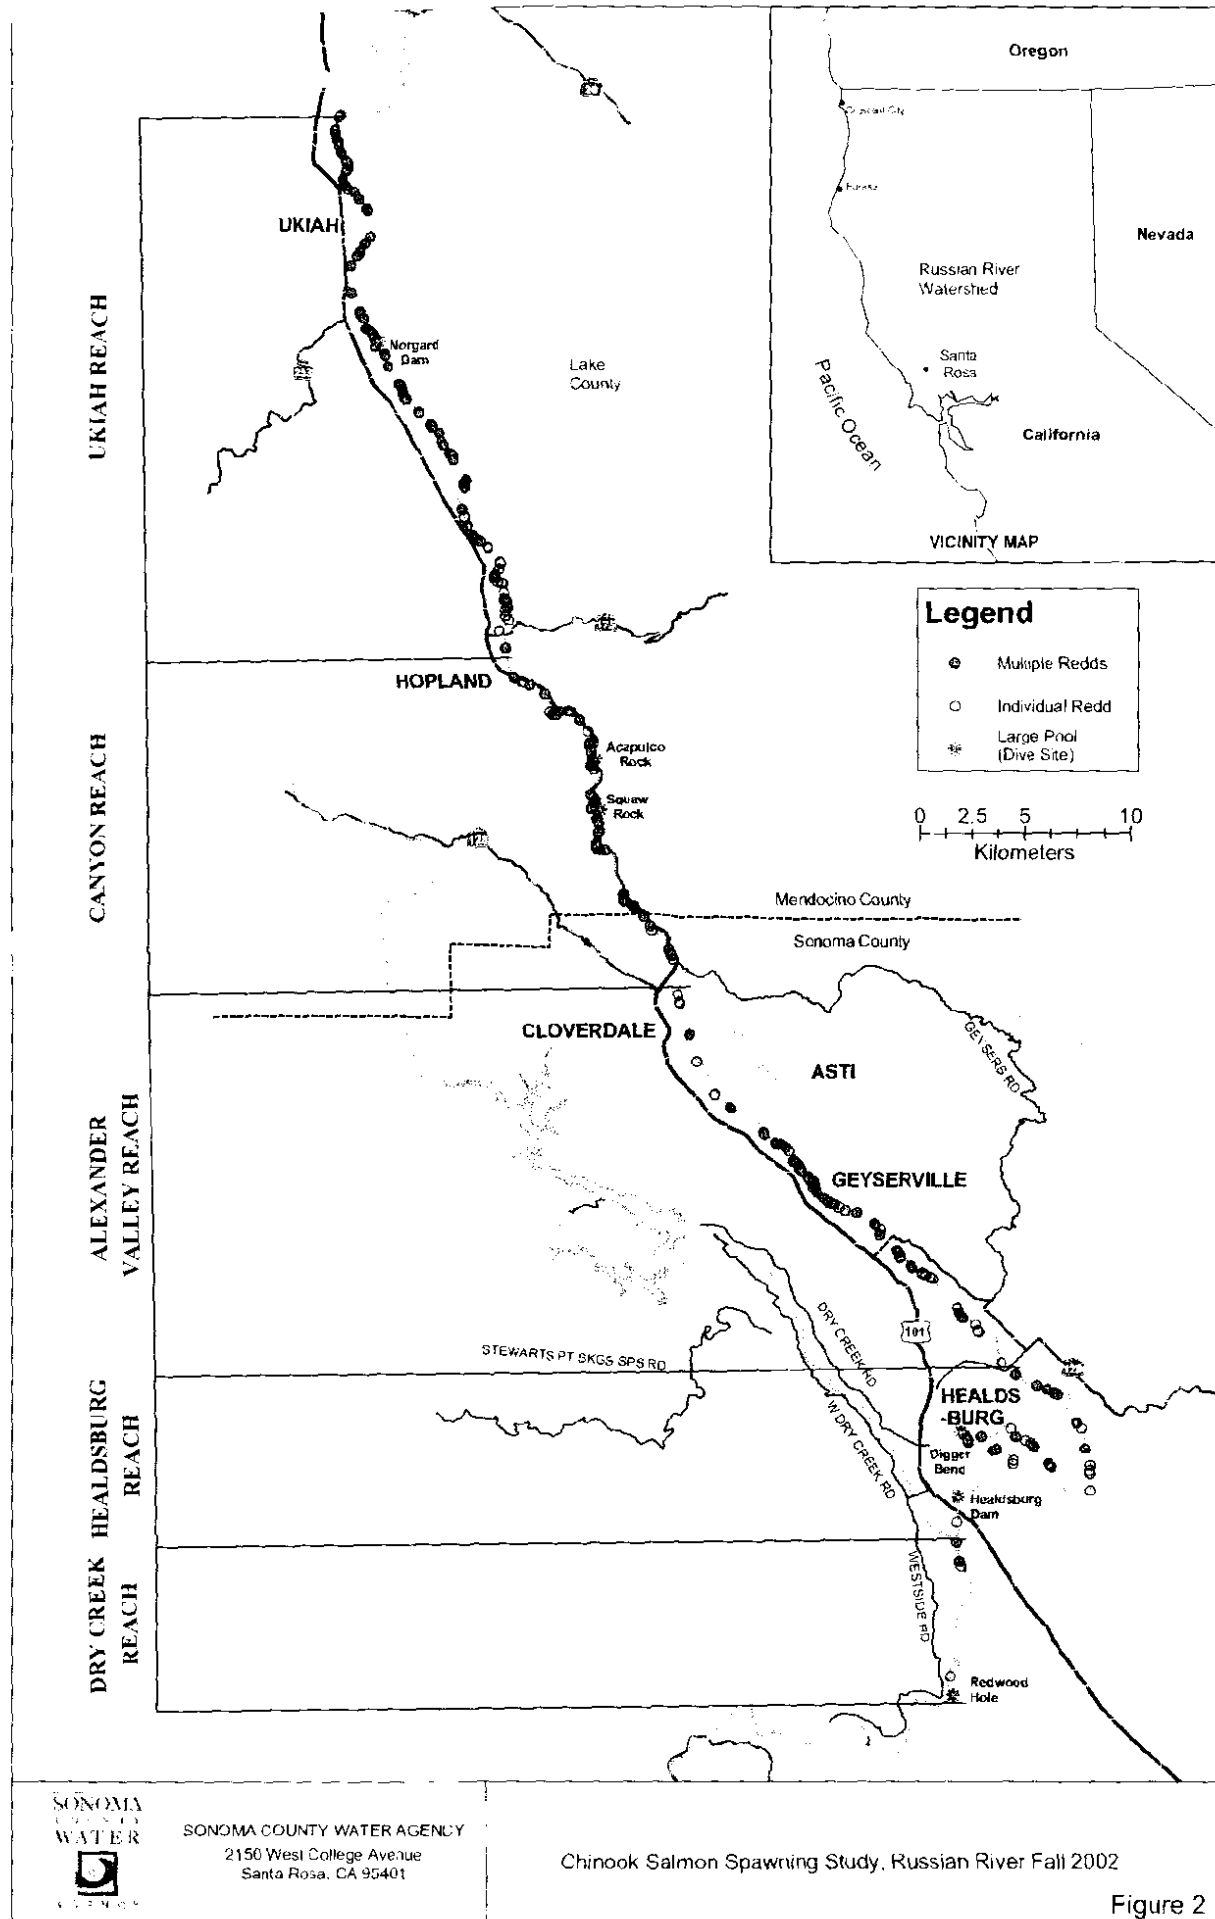 Oregon
Crescent City
Eureka
Nevada
Russian River
Watershed
Santa
Rosa
Pacific Ocean
California
VICINITY MAP
UKIAH
UKIAH REACH
Norgard
Dam
Lake
County
Legend
Multiple Redds
Individual Redd
Large Pool
(Dive Site)
HOPLAND
CANYON REACH
Acapulco
Rock
Squaw
Rock
0 2.5 5 10
Kilometers
Mendocino County
Sonoma County
CLOVERDALE
ASTI
GEYSERS RD
ALEXANDER
VALLEY REACH
GEYSERVILLE
101
DRY CREEK RD
STEWARTS PT SKGS SPS RD
W DRY CREEK RD
HEALDSBURG
REACH
HEALDS
-BURG
Digger
Bend
Healdsburg
Dam
WESTSIDE RD
DRY CREEK
REACH
Redwood
Hole
SONOMA
COUNTY
WATER
AGENCY
SONOMA COUNTY WATER AGENCY
2150 West College Avenue
Santa Rosa, CA 95401
Chinook Salmon Spawning Study, Russian River Fall 2002
Figure 2